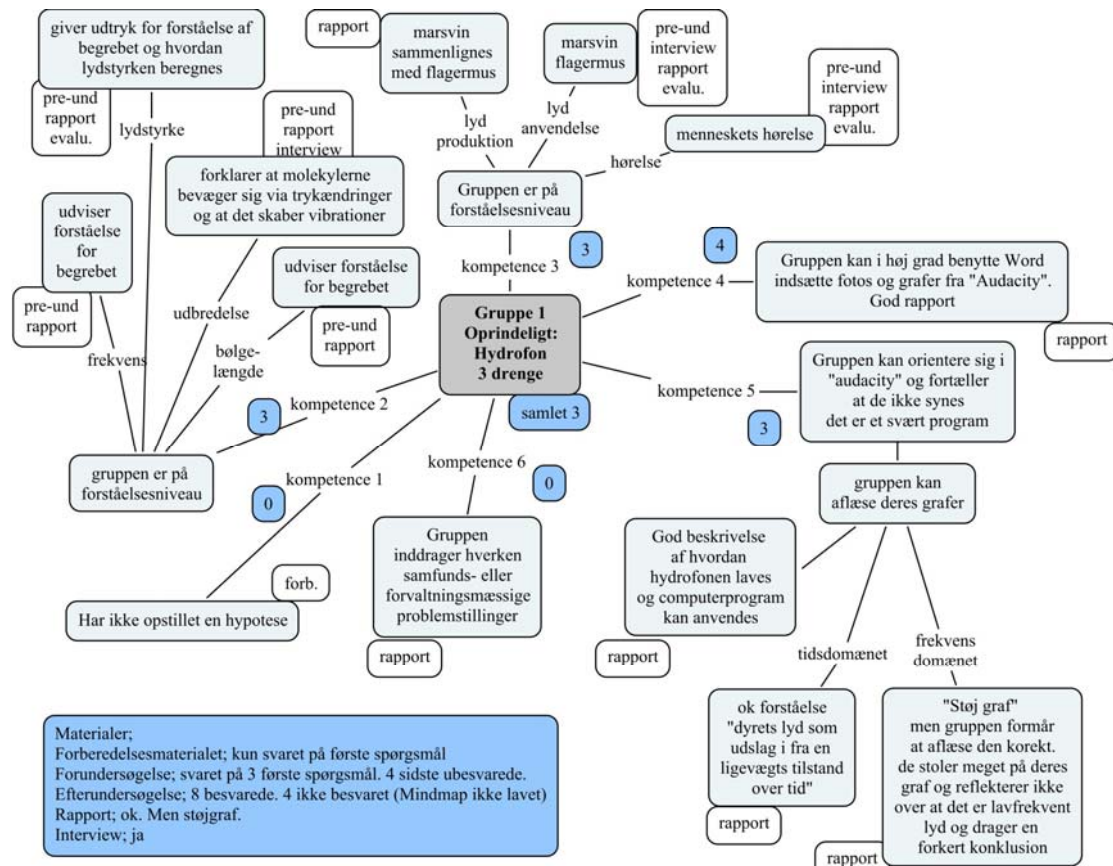 giver udtryk for forståelse af
begrebet og hvordan
lydstyrken beregnes
pre-und
rapport
evalu.
lydstyrke
pre-und
rapport
interview
forklarer at molekylerne
bevæger sig via trykændringer
og at det skaber vibrationer
udviser
forståelse
for
begrebet
pre-und
rapport
frekvens
udbredelse
udviser forståelse
for begrebet
pre-und
rapport
bølge-
længde
gruppen er på
forståelsesniveau
3
kompetence 2
rapport
marsvin
sammenlignes
med flagermus
lyd
produktion
marsvin
flagermus
pre-und
interview
rapport
evalu.
lyd
anvendelse
pre-und
interview
rapport
evalu.
menneskets hørelse
hørelse
Gruppen er på
forståelsesniveau
3
kompetence 3
Gruppe 1
Oprindeligt:
Hydrofon
3 drenge
samlet 3
4
kompetence 4
Gruppen kan i høj grad benytte Word
indsætte fotos og grafer fra "Audacity".
God rapport
rapport
kompetence 5
3
Gruppen kan orientere sig i
"audacity" og fortæller
at de ikke synes
det er et svært program
gruppen kan
aflæse deres grafer
God beskrivelse
af hvordan
hydrofonen laves
og computerprogram
kan anvendes
rapport
tidsdomænet
ok forståelse
"dyrets lyd som
udslag i fra en
ligevægts tilstand
over tid"
rapport
frekvens
domænet
"Støj graf"
men gruppen formår
at aflæse den korekt.
de stoler meget på deres
graf og reflekterer ikke
over at det er lavfrekvent
lyd og drager en
forkert konklusion
rapport
kompetence 1
0
forb.
Har ikke opstillet en hypotese
kompetence 6
0
Gruppen
inddrager hverken
samfunds- eller
forvaltningsmæssige
problemstillinger
rapport
Materialer;
Forberedelsesmaterialet; kun svaret på første spørgsmål
Forundersøgelse; svaret på 3 første spørgsmål. 4 sidste ubesvarede.
Efterundersøgelse; 8 besvarede. 4 ikke besvaret (Mindmap ikke lavet)
Rapport; ok. Men støjgraf.
Interview; ja